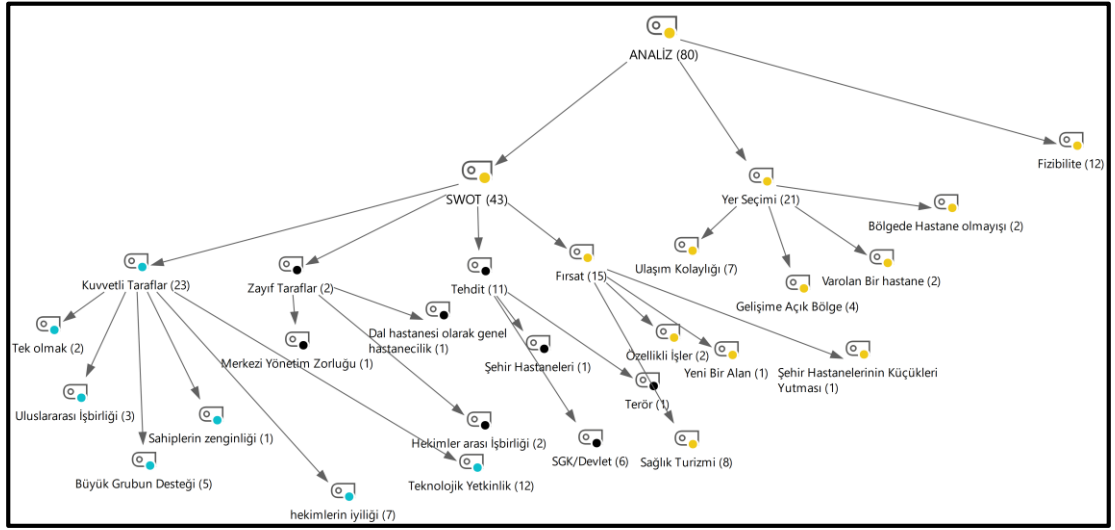 ANALİZ (80)
Fizibilite (12)
SWOT (43)
Yer Seçimi (21)
Bölgede Hastane olmayışı (2)
Ulaşım Kolaylığı (7)
Varolan Bir hastane (2)
Gelişime Açık Bölge (4)
Kuvvetli Taraflar (23)
Zayıf Taraflar (2)
Tehdit (11)
Fırsat (15)
Tek olmak (2)
Merkezi Yönetim Zorluğu (1)
Dal hastanesi olarak genel
hastanecilik (1)
Şehir Hastaneleri (1)
Özellikli İşler (2)
Yeni Bir Alan (1)
Şehir Hastanelerinin Küçükleri
Yutması (1)
Terör (1)
Uluslararası İşbirliği (3)
Sahiplerin zenginliği (1)
Hekimler arası İşbirliği (2)
SGK/Devlet (6)
Sağlık Turizmi (8)
Büyük Grubun Desteği (5)
Teknolojik Yetkinlik (12)
hekimlerin iyiliği (7)